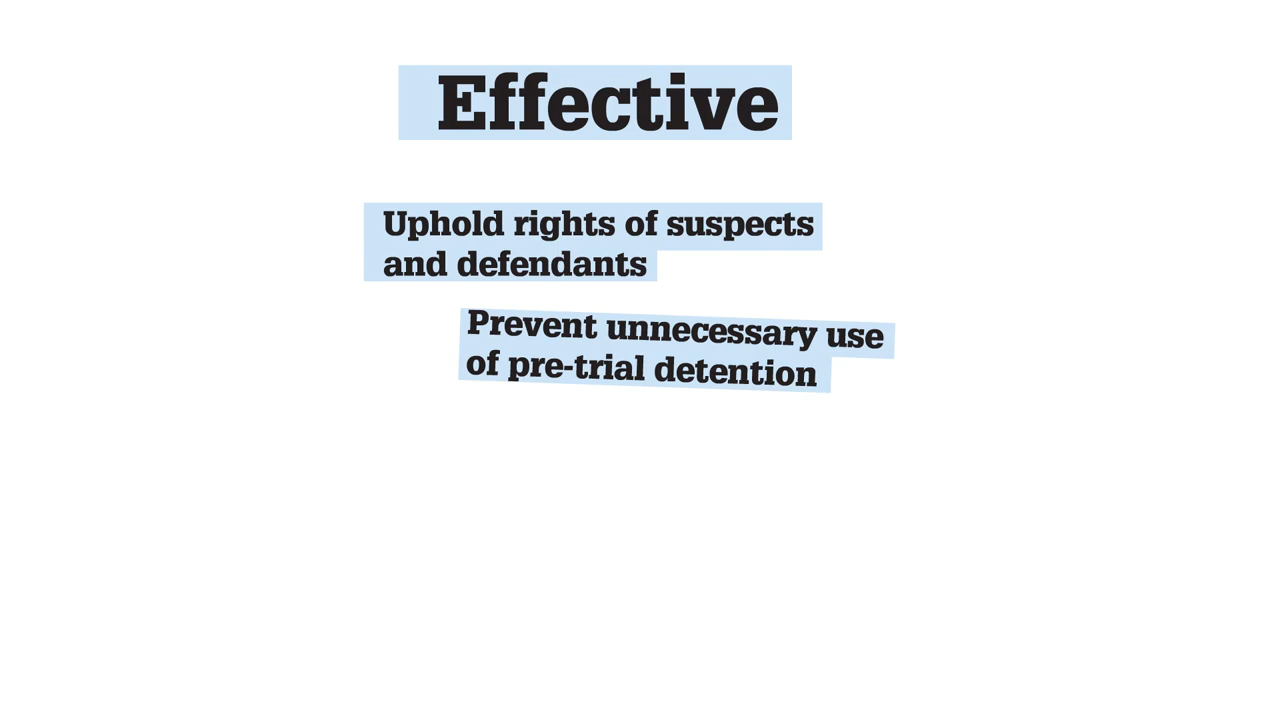 Effective
Uphold rights of suspects
and defendants
Prevent unnecessary use
of pre-trial detention